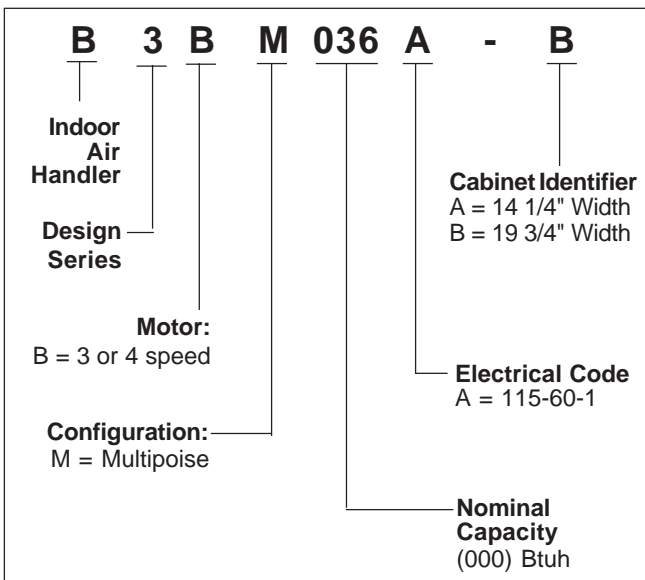 B 3 B M 036 A - B
Indoor
Air
Handler
Cabinet Identifier
A = 14 1/4" Width
B = 19 3/4" Width
Design
Series
Motor:
B = 3 or 4 speed
Electrical Code
A = 115-60-1
Configuration:
M = Multipoise
Nominal
Capacity
(000) Btuh